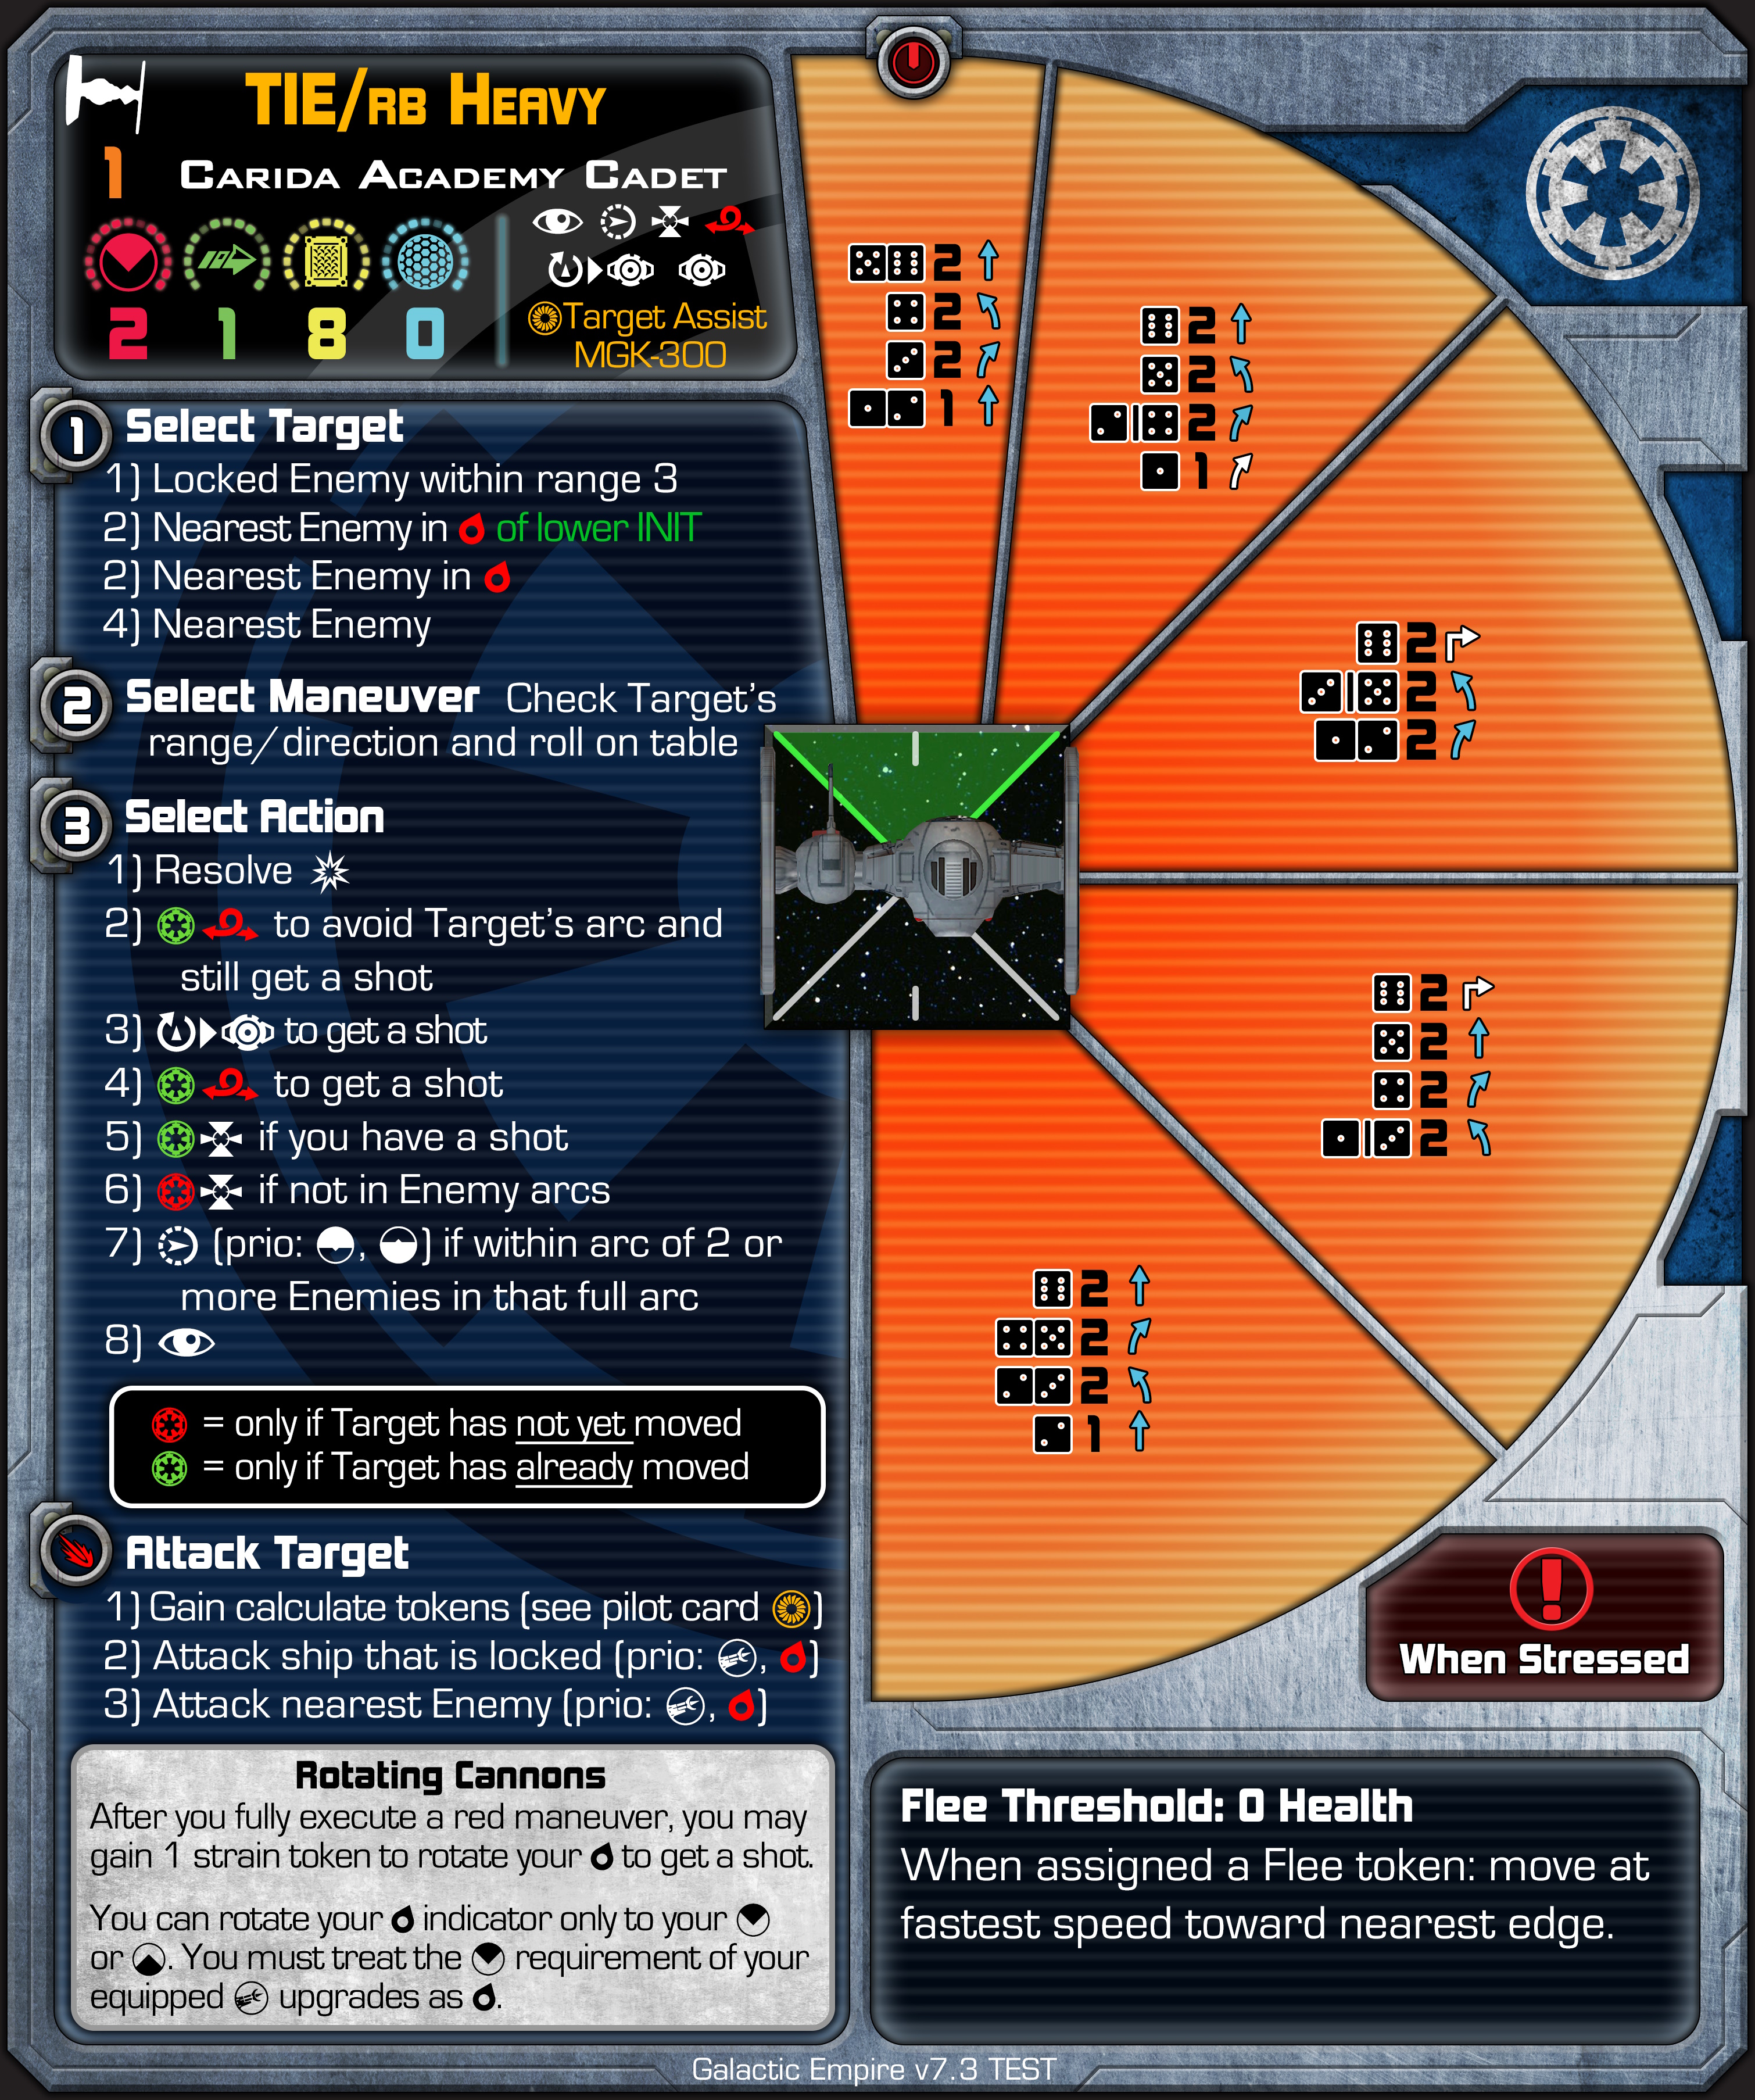 TIE/RB HEAVY
1 CARIDA ACADEMY CADET
2 1 8 0
Target Assist
MGK-300
1 Select Target
1) Locked Enemy within range 3
2) Nearest Enemy in of lower INIT
2) Nearest Enemy in
4) Nearest Enemy
2 Select Maneuver Check Target's
range/direction and roll on table
3 Select Action
1) Resolve
2) to avoid Target's arc and
still get a shot
3) to get a shot
4) to get a shot
5) if you have a shot
6) if not in Enemy arcs
7) (prio: , ) if within arc of 2 or
more Enemies in that full arc
8)
= only if Target has not yet moved
= only if Target has already moved
Attack Target
1) Gain calculate tokens (see pilot card )
2) Attack ship that is locked (prio: , )
3) Attack nearest Enemy (prio: , )
Rotating Cannons
After you fully execute a red maneuver, you may
gain 1 strain token to rotate your to get a shot.
You can rotate your indicator only to your
or . You must treat the requirement of your
equipped upgrades as .
2
2
2
1
2
2
2
1
2
2
2
2
2
2
2
2
2
2
1
!
When Stressed
Flee Threshold: 0 Health
When assigned a Flee token: move at
fastest speed toward nearest edge.
Galactic Empire v7.3 TEST